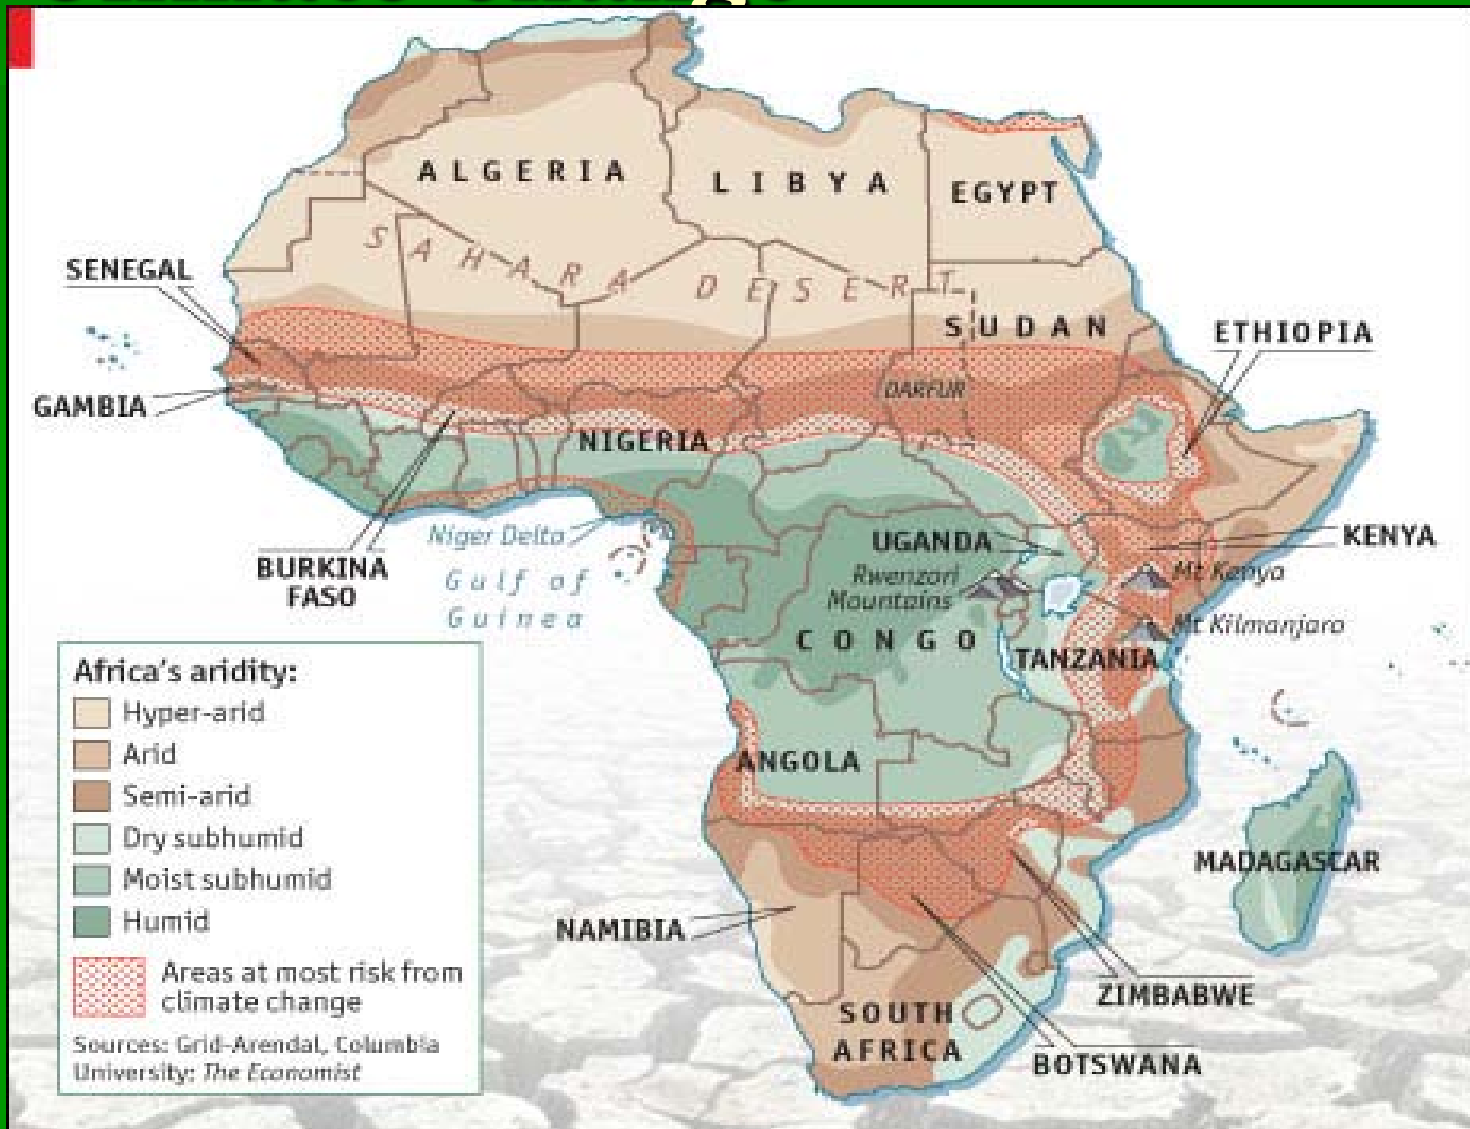 ALGERIA
LIBYA
EGYPT
SAHARA DESERT
SENEGAL
SUDAN
ETHIOPIA
DARFUR
GAMBIA
NIGERIA
Niger Delta
UGANDA
KENYA
BURKINA
FASO
Gulf of
Guinea
Rwenzori
Mountains
Mt Kenya
Mt Kilmanjaro
CONGO
TANZANIA
Africa's aridity:
Hyper-arid
Arid
Semi-arid
Dry subhumid
Moist subhumid
Humid
Areas at most risk from
climate change
Sources: Grid-Arendal, Columbia
University; The Economist
ANGOLA
MADAGASCAR
NAMIBIA
ZIMBABWE
SOUTH
AFRICA
BOTSWANA